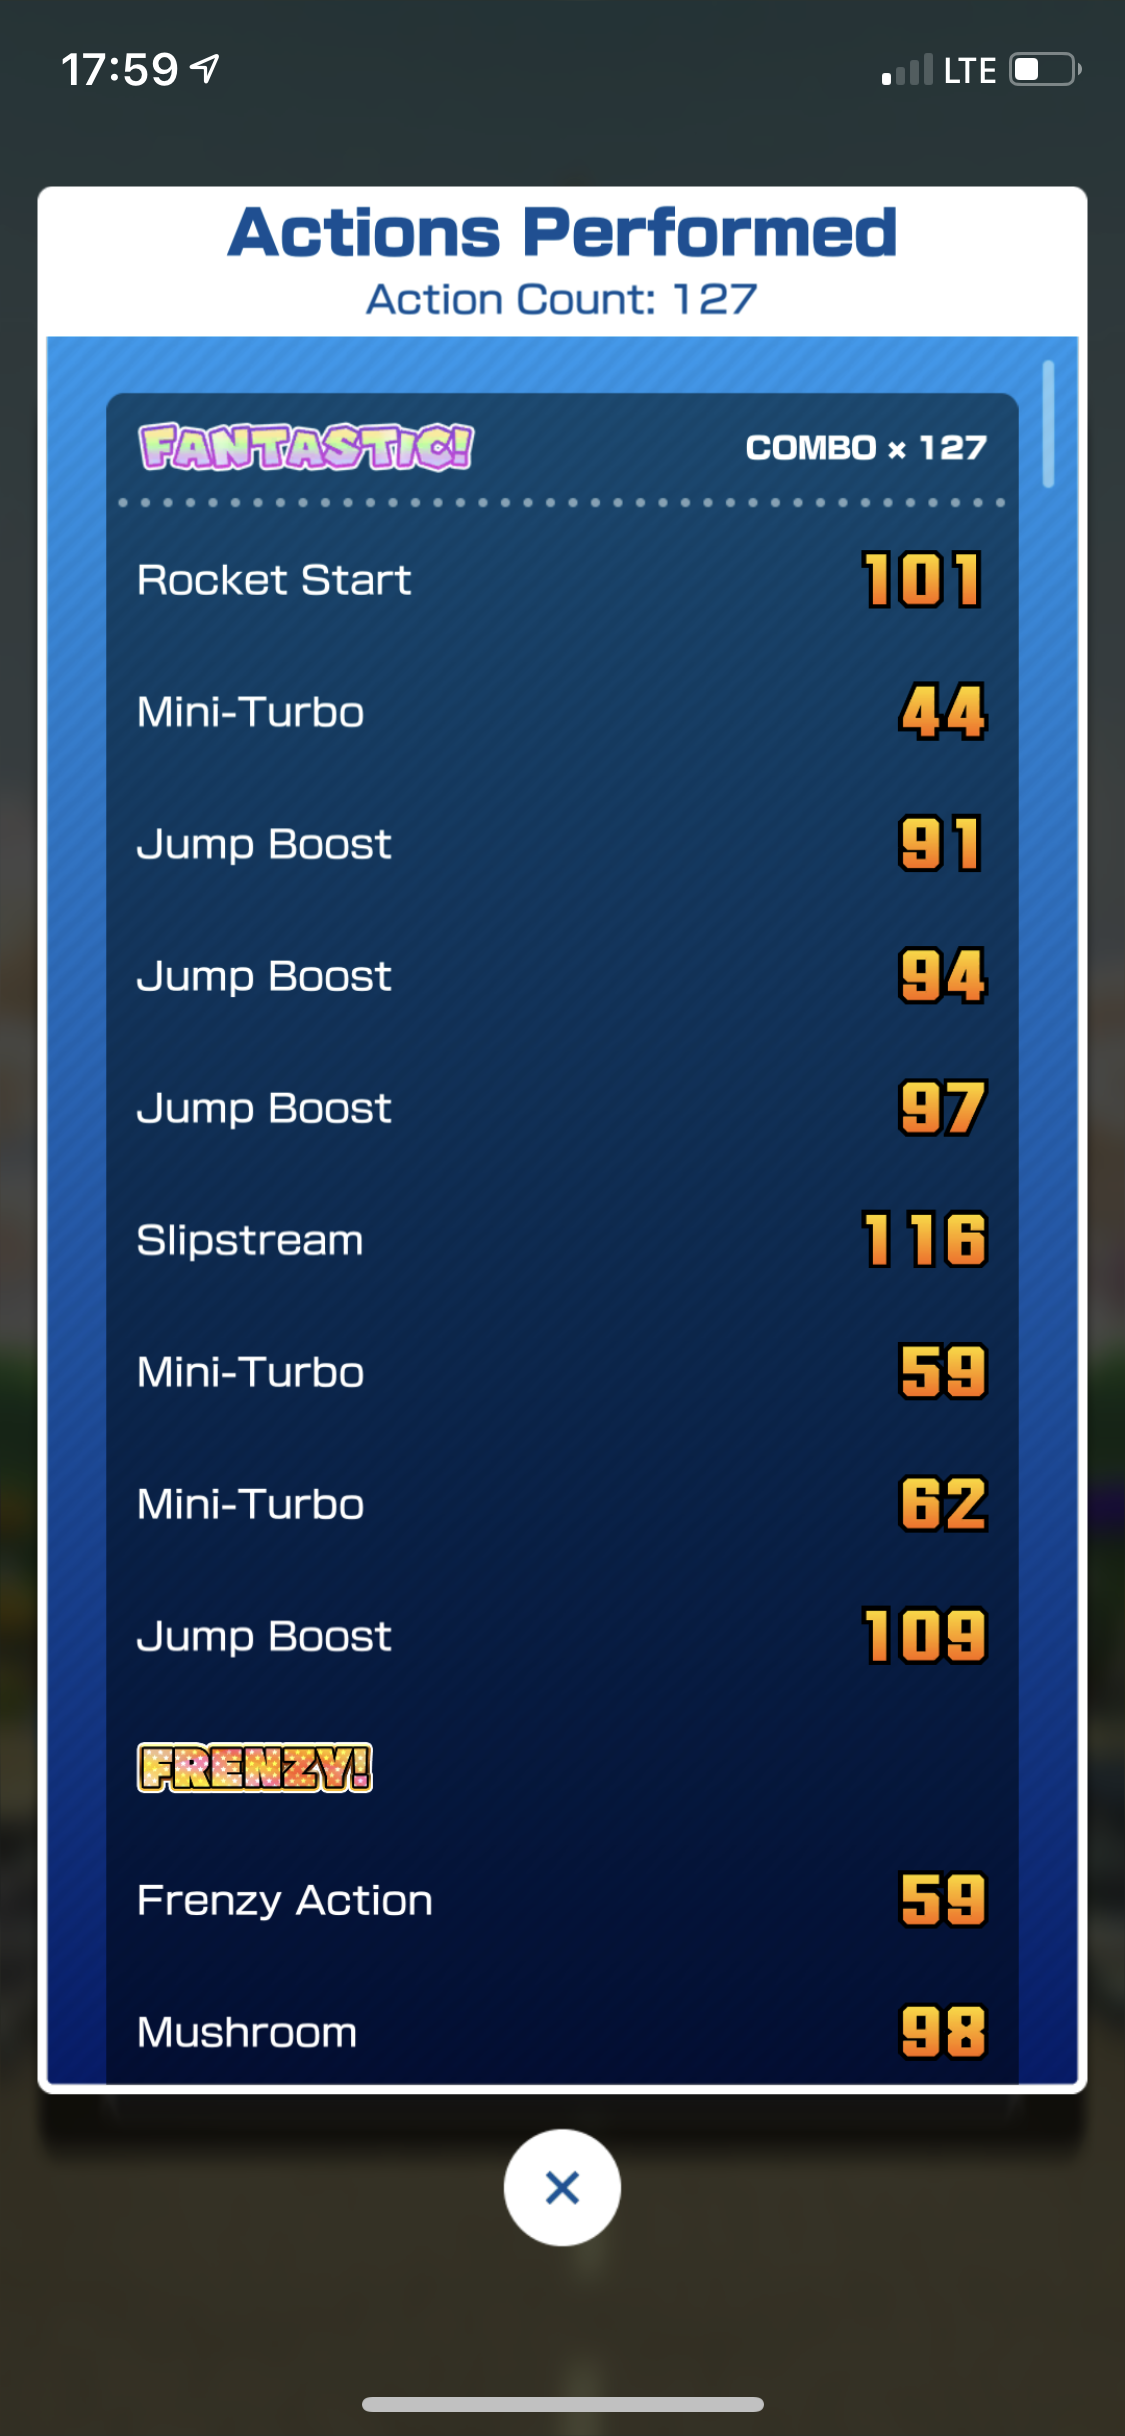 17:59
LTE
Actions Performed
Action Count: 127
FANTASTIC! COMBO × 127
Rocket Start 101
Mini-Turbo 44
Jump Boost 91
Jump Boost 94
Jump Boost 97
Slipstream 116
Mini-Turbo 59
Mini-Turbo 62
Jump Boost 109
FRENZY!
Frenzy Action 59
Mushroom 98